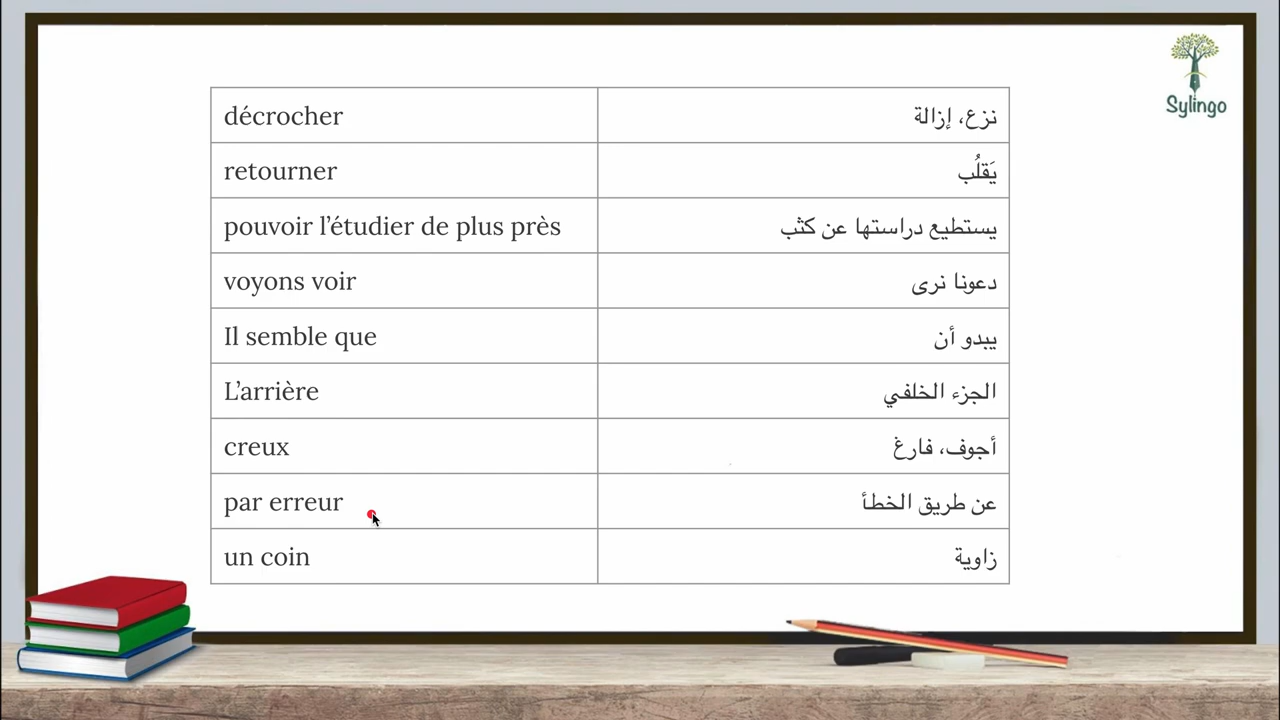 Sylingo
décrocher
نزع، إزالة
retourner
يَقلُب
pouvoir l’étudier de plus près
يستطيع دراستها عن كثب
voyons voir
دعونا نرى
Il semble que
يبدو أن
L’arrière
الجزء الخلفي
creux
أجوف، فارغ
par erreur
عن طريق الخطأ
un coin
زاوية